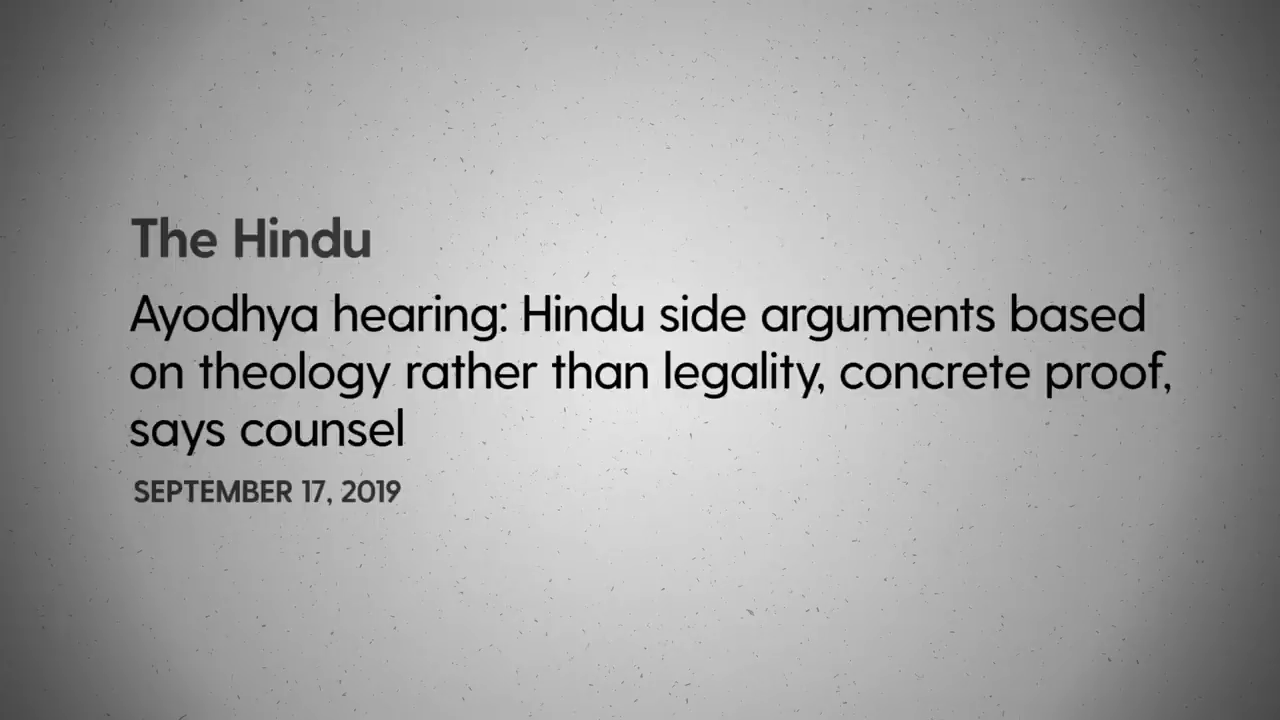 The Hindu
Ayodhya hearing: Hindu side arguments based
on theology rather than legality, concrete proof,
says counsel
SEPTEMBER 17, 2019